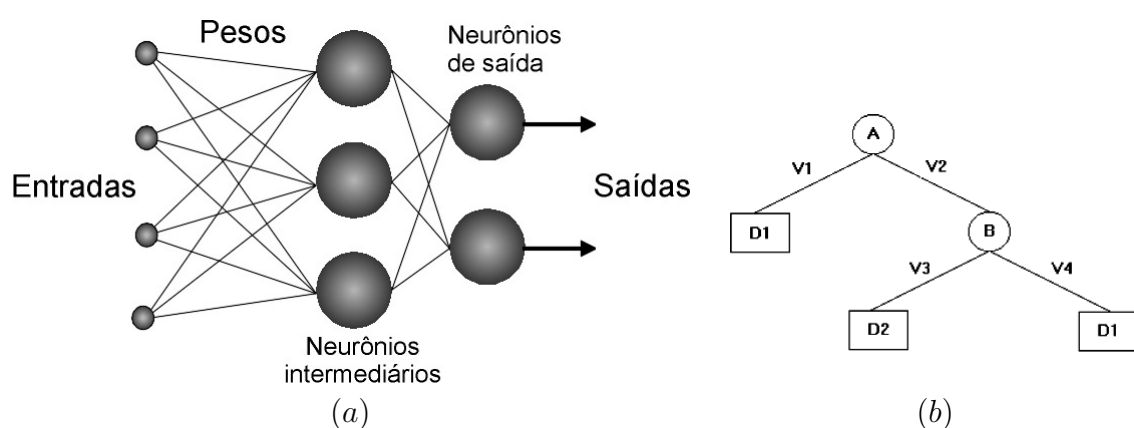 Pesos
Neurônios
de saída
Entradas
Saídas
Neurônios
intermediários
(a)
A
V1
V2
D1
B
V3
V4
D2
D1
(b)